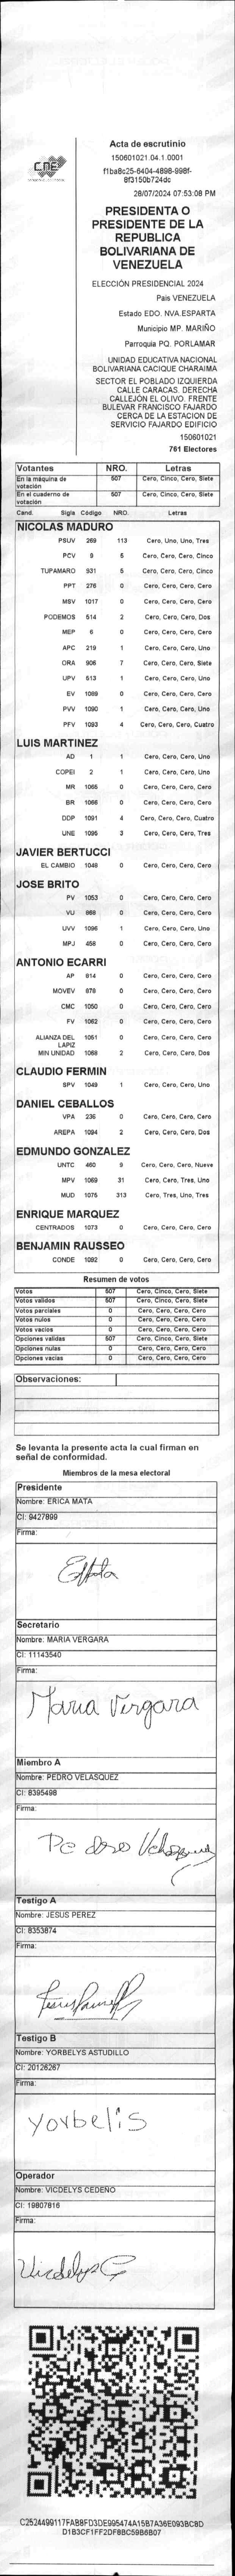 CNE
Acta de escrutinio
150601021.04.1.0001
f1ba8c25-8404-4898-998f-
8f3150b724dc
28/07/2024 07:53:08 PM
PRESIDENTA O
PRESIDENTE DE LA
REPUBLICA
BOLIVARIANA DE
VENEZUELA
ELECCIÓN PRESIDENCIAL 2024
País VENEZUELA
Estado EDO. NVA.ESPARTA
Municipio MP. MARIÑO
Parroquia PQ. PORLAMAR
UNIDAD EDUCATIVA NACIONAL
BOLIVARIANA CACIQUE CHARAIMA
SECTOR EL POBLADO IZQUIERDA
CALLE CARACAS. DERECHA
CALLEJÓN EL OLIVO. FRENTE
BULEVAR FRANCISCO FAJARDO
CERCA DE LA ESTACION DE
SERVICIO FAJARDO EDIFICIO
150601021
761 Electores
Votantes NRO. Letras
En la máquina de votación 507 Cero, Cinco, Cero, Siete
En el cuaderno de votación 507 Cero, Cinco, Cero, Siete
Cand. Sigla Código NRO. Letras
NICOLAS MADURO
PSUV 269 113 Cero, Uno, Uno, Tres
PCV 9 5 Cero, Cero, Cero, Cinco
TUPAMARO 931 5 Cero, Cero, Cero, Cinco
PPT 276 0 Cero, Cero, Cero, Cero
MSV 1017 0 Cero, Cero, Cero, Cero
PODEMOS 514 2 Cero, Cero, Cero, Dos
MEP 6 0 Cero, Cero, Cero, Cero
APC 219 1 Cero, Cero, Cero, Uno
ORA 906 7 Cero, Cero, Cero, Siete
UPV 513 1 Cero, Cero, Cero, Uno
EV 1089 0 Cero, Cero, Cero, Cero
PVV 1090 1 Cero, Cero, Cero, Uno
PFV 1093 4 Cero, Cero, Cero, Cuatro
LUIS MARTINEZ
AD 1 1 Cero, Cero, Cero, Uno
COPEI 2 1 Cero, Cero, Cero, Uno
MR 1065 0 Cero, Cero, Cero, Cero
BR 1066 0 Cero, Cero, Cero, Cero
DDP 1091 4 Cero, Cero, Cero, Cuatro
UNE 1095 3 Cero, Cero, Cero, Tres
JAVIER BERTUCCI
EL CAMBIO 1048 0 Cero, Cero, Cero, Cero
JOSE BRITO
PV 1053 0 Cero, Cero, Cero, Cero
VU 868 0 Cero, Cero, Cero, Cero
UVV 1096 1 Cero, Cero, Cero, Uno
MPJ 458 0 Cero, Cero, Cero, Cero
ANTONIO ECARRI
AP 814 0 Cero, Cero, Cero, Cero
MOVEV 878 0 Cero, Cero, Cero, Cero
CMC 1050 0 Cero, Cero, Cero, Cero
FV 1062 0 Cero, Cero, Cero, Cero
ALIANZA DEL LAPIZ 1051 0 Cero, Cero, Cero, Cero
MIN UNIDAD 1068 2 Cero, Cero, Cero, Dos
CLAUDIO FERMIN
SPV 1049 1 Cero, Cero, Cero, Uno
DANIEL CEBALLOS
VPA 236 0 Cero, Cero, Cero, Cero
AREPA 1094 2 Cero, Cero, Cero, Dos
EDMUNDO GONZALEZ
UNTC 460 9 Cero, Cero, Cero, Nueve
MPV 1069 31 Cero, Cero, Tres, Uno
MUD 1075 313 Cero, Tres, Uno, Tres
ENRIQUE MARQUEZ
CENTRADOS 1073 0 Cero, Cero, Cero, Cero
BENJAMIN RAUSSEO
CONDE 1092 0 Cero, Cero, Cero, Cero
Resumen de votos
Votos 507 Cero, Cinco, Cero, Siete
Votos validos 507 Cero, Cinco, Cero, Siete
Votos parciales 0 Cero, Cero, Cero, Cero
Votos nulos 0 Cero, Cero, Cero, Cero
Votos vacios 0 Cero, Cero, Cero, Cero
Opciones validas 507 Cero, Cinco, Cero, Siete
Opciones nulas 0 Cero, Cero, Cero, Cero
Opciones vacias 0 Cero, Cero, Cero, Cero
Observaciones:
Se levanta la presente acta la cual firman en
señal de conformidad.
Miembros de la mesa electoral
Presidente
Nombre: ERICA MATA
CI: 9427899
Firma:
Secretario
Nombre: MARIA VERGARA
CI: 11143540
Firma:
Maria Vergara
Miembro A
Nombre: PEDRO VELASQUEZ
CI: 8395498
Firma:
Pedro Velasquez
Testigo A
Nombre: JESUS PEREZ
CI: 8353874
Firma:
Testigo B
Nombre: YORBELYS ASTUDILLO
CI: 20126267
Firma:
Yorbelis
Operador
Nombre: VICDELYS CEDEÑO
CI: 19807816
Firma:
Vicdelys C
C2524499117FAB8FD3DE995474A15B7A36E093BC8D
D1B3CF1FF2DF8BC59B6B07